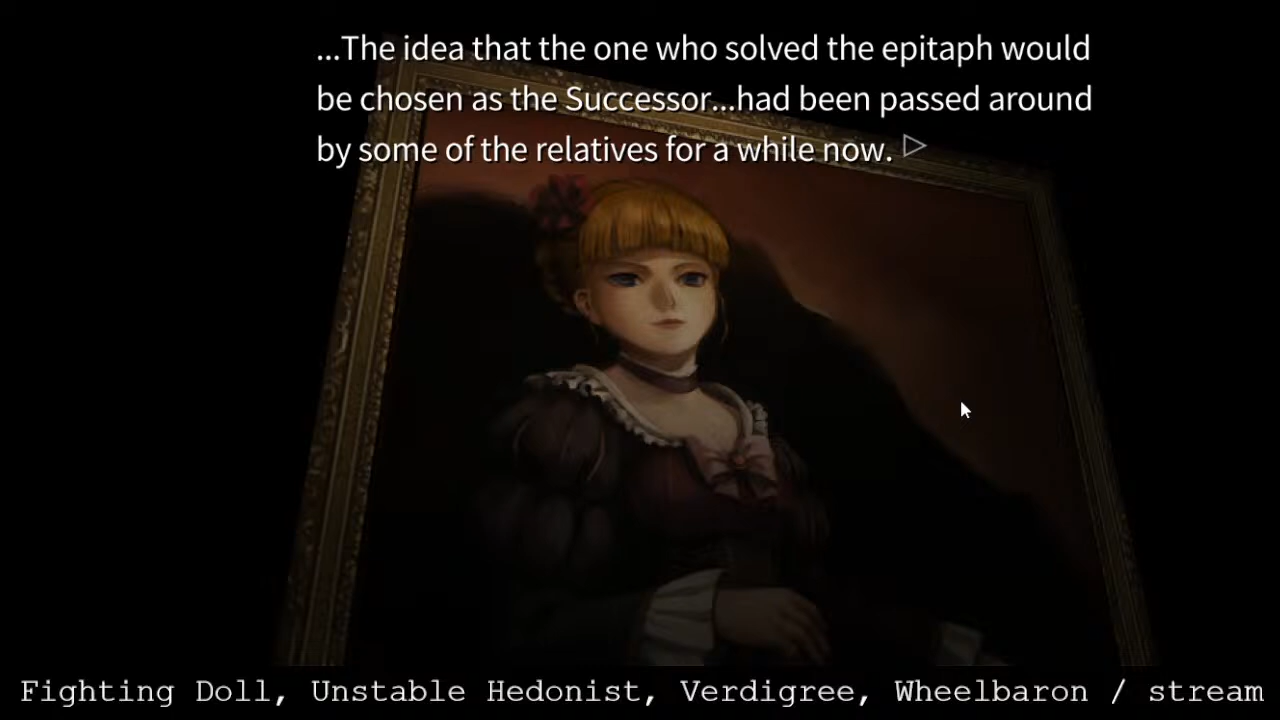 ...The idea that the one who solved the epitaph would
be chosen as the Successor...had been passed around
by some of the relatives for a while now.
Fighting Doll, Unstable Hedonist, Verdigree, Wheelbaron / stream